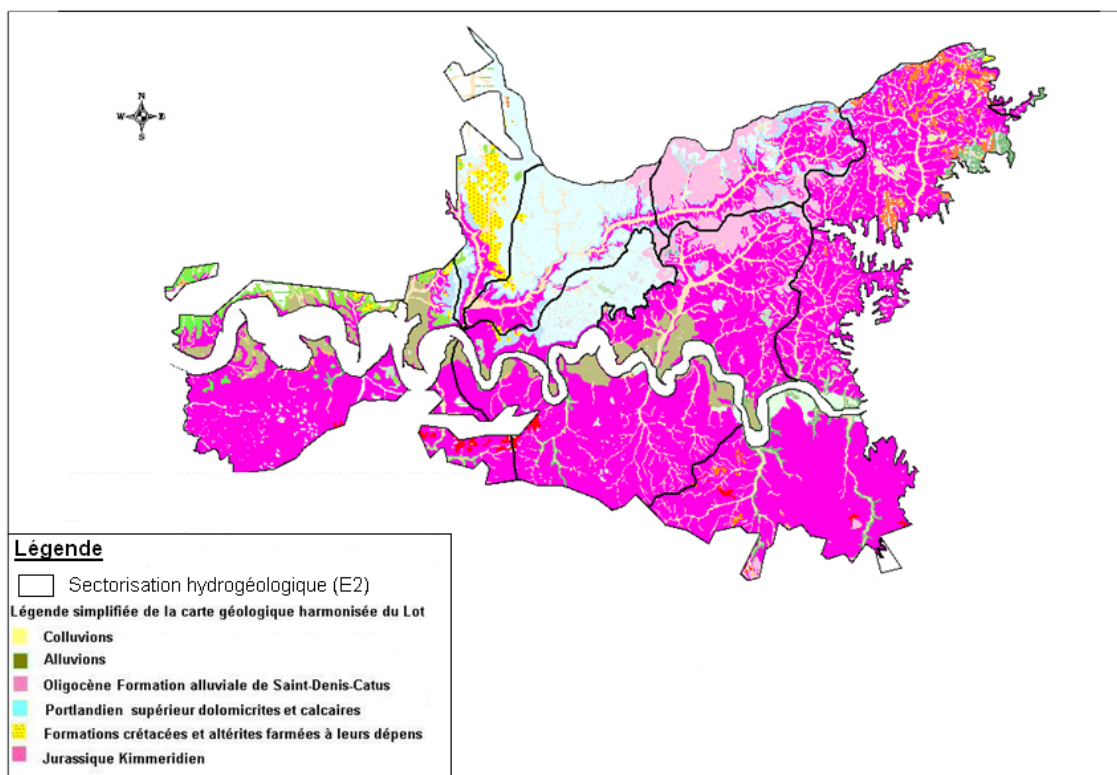 N
W E
S
Légende
Sectorisation hydrogéologique (E2)
Légende simplifiée de la carte géologique harmonisée du Lot
Colluvions
Alluvions
Oligocène Formation alluviale de Saint-Denis-Catus
Portlandien supérieur dolomicrites et calcaires
Formations crétacées et altérites farmées à leurs dépens
Jurassique Kimmeridien